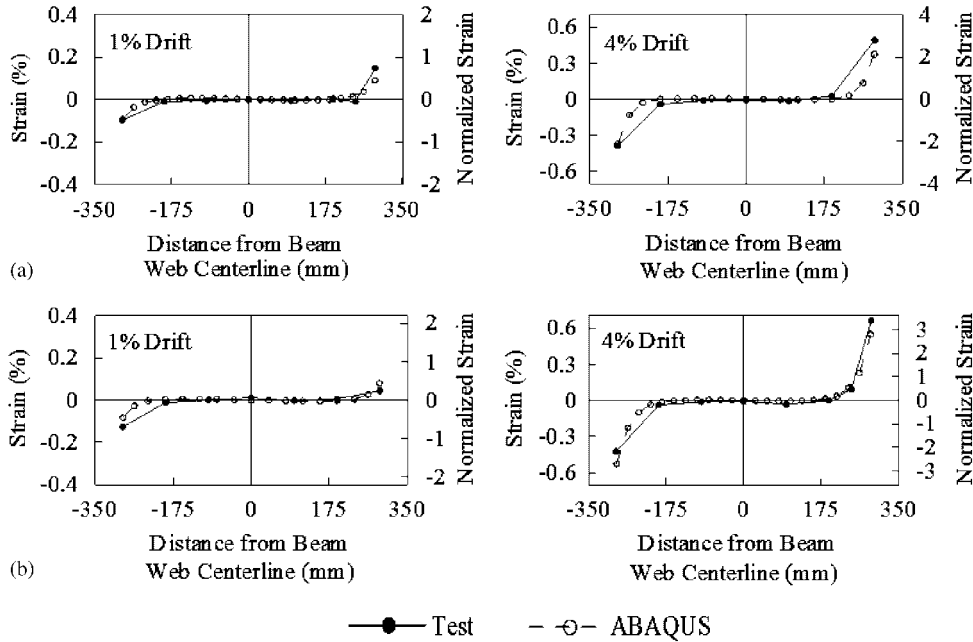 1% Drift
0.4
0.2
0
-0.2
-0.4
2
1
0
-1
-2
-350 -175 0 175 350
Strain (%)
Normalized Strain
Distance from Beam
Web Centerline (mm)
4% Drift
0.6
0.3
0
-0.3
-0.6
4
2
0
-2
-4
-350 -175 0 175 350
Strain (%)
Normalized Strain
Distance from Beam
Web Centerline (mm)
(a)
1% Drift
0.4
0.2
0
-0.2
-0.4
2
1
0
-1
-2
-350 -175 0 175 350
Strain (%)
Normalized Strain
Distance from Beam
Web Centerline (mm)
4% Drift
0.6
0.3
0
-0.3
-0.6
3
2
1
0
-1
-2
-3
-350 -175 0 175 350
Strain (%)
Normalized Strain
Distance from Beam
Web Centerline (mm)
(b)
Test ABAQUS